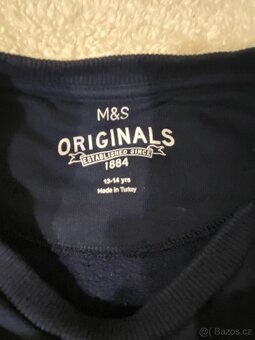 M&S
ORIGINALS
ESTABLISHED SINCE
1884
13-14 yrs
Made in Turkey
Bazos.cz